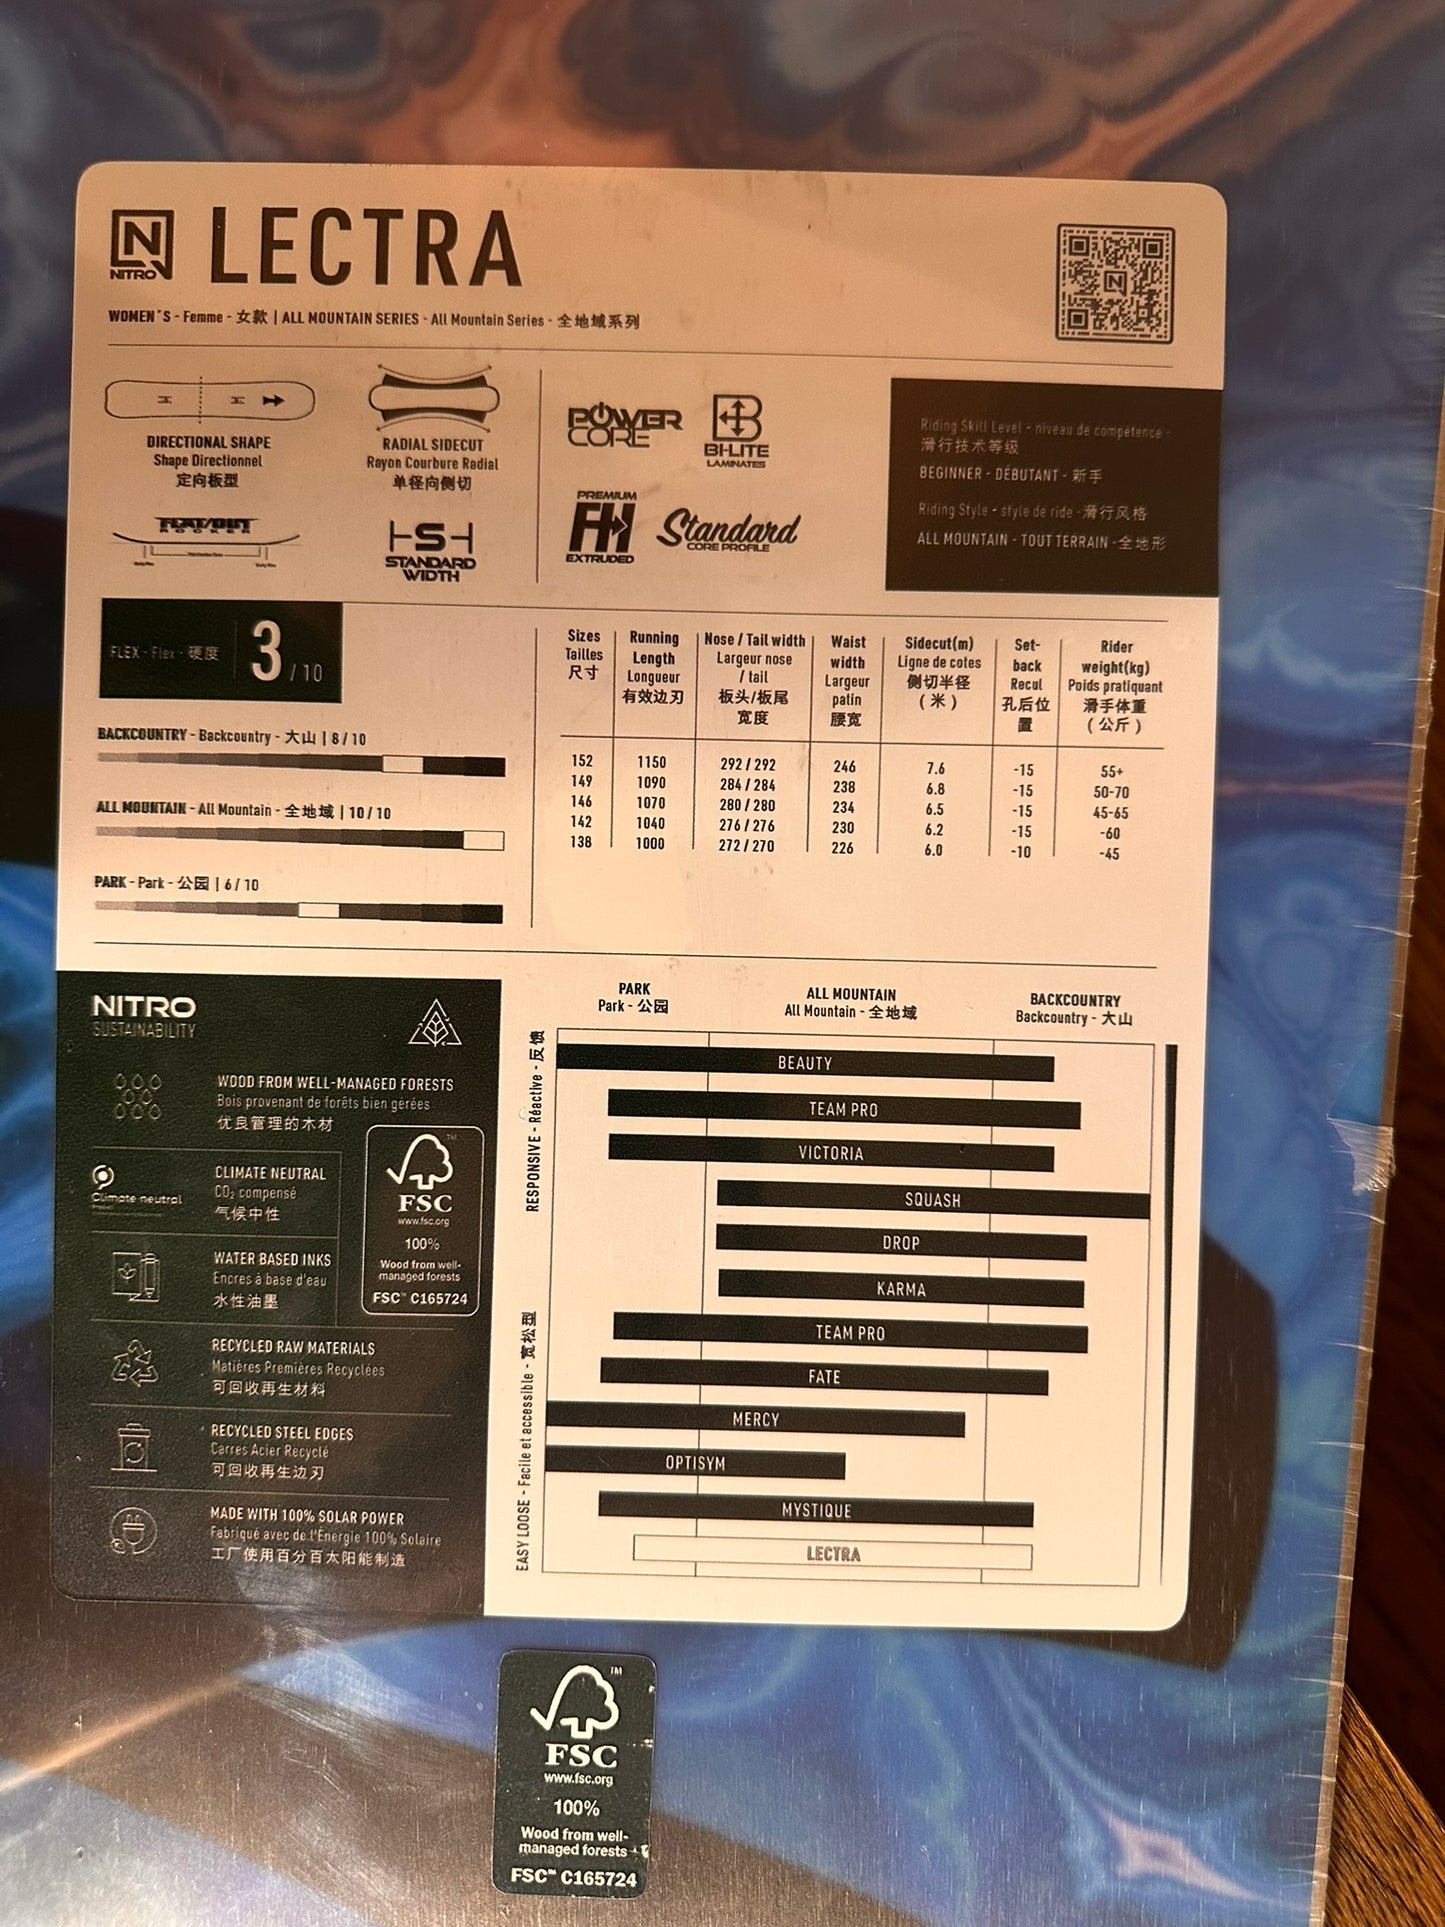 NITRO
LECTRA
WOMEN'S - Femme - 女款 | ALL MOUNTAIN SERIES - All Mountain Series - 全地域系列
DIRECTIONAL SHAPE
Shape Directionnel
定向板型
RADIAL SIDECUT
Rayon Courbure Radial
单径向侧切
FLAT/OUT
ROCKER
STANDARD
WIDTH
POWER
CORE
BI-LITE
LAMINATES
PREMIUM
FH
EXTRUDED
Standard
CORE PROFILE
Riding Skill Level - niveau de competence -
滑行技术等级
BEGINNER - DÉBUTANT - 新手
Riding Style - style de ride - 滑行风格
ALL MOUNTAIN - TOUT TERRAIN - 全地形
FLEX - Flex - 硬度 3/10
BACKCOUNTRY - Backcountry - 大山 | 8/10
ALL MOUNTAIN - All Mountain - 全地域 | 10/10
PARK - Park - 公园 | 6/10
Sizes
Tailles
尺寸
Running
Length
Longueur
有效边刃
Nose / Tail width
Largeur nose
/ tail
板头/板尾
宽度
Waist
width
Largeur
patin
腰宽
Sidecut(m)
Ligne de cotes
侧切半径
(米)
Set-
back
Recul
孔后位
置
Rider
weight(kg)
Poids pratiquant
滑手体重
(公斤)
152 1150 292/292 246 7.6 -15 55+
149 1090 284/284 238 6.8 -15 50-70
146 1070 280/280 234 6.5 -15 45-65
142 1040 276/276 230 6.2 -15 -60
138 1000 272/270 226 6.0 -10 -45
NITRO
SUSTAINABILITY
WOOD FROM WELL-MANAGED FORESTS
Bois provenant de forêts bien gérées
优良管理的木材
Climate neutral
CLIMATE NEUTRAL
CO₂ compensé
气候中性
WATER BASED INKS
Encres à base d'eau
水性油墨
FSC
www.fsc.org
100%
Wood from well-
managed forests
FSC™ C165724
RECYCLED RAW MATERIALS
Matières Premières Recyclées
可回收再生材料
RECYCLED STEEL EDGES
Carres Acier Recyclé
可回收再生边刃
MADE WITH 100% SOLAR POWER
Fabriqué avec de l'Énergie 100% Solaire
工厂使用百分百太阳能制造
PARK
Park - 公园
ALL MOUNTAIN
All Mountain - 全地域
BACKCOUNTRY
Backcountry - 大山
RESPONSIVE - Réactive - 反馈
EASY LOOSE - Facile et accessible - 宽松型
BEAUTY
TEAM PRO
VICTORIA
SQUASH
DROP
KARMA
TEAM PRO
FATE
MERCY
OPTISYM
MYSTIQUE
LECTRA
FSC
www.fsc.org
100%
Wood from well-
managed forests
FSC™ C165724